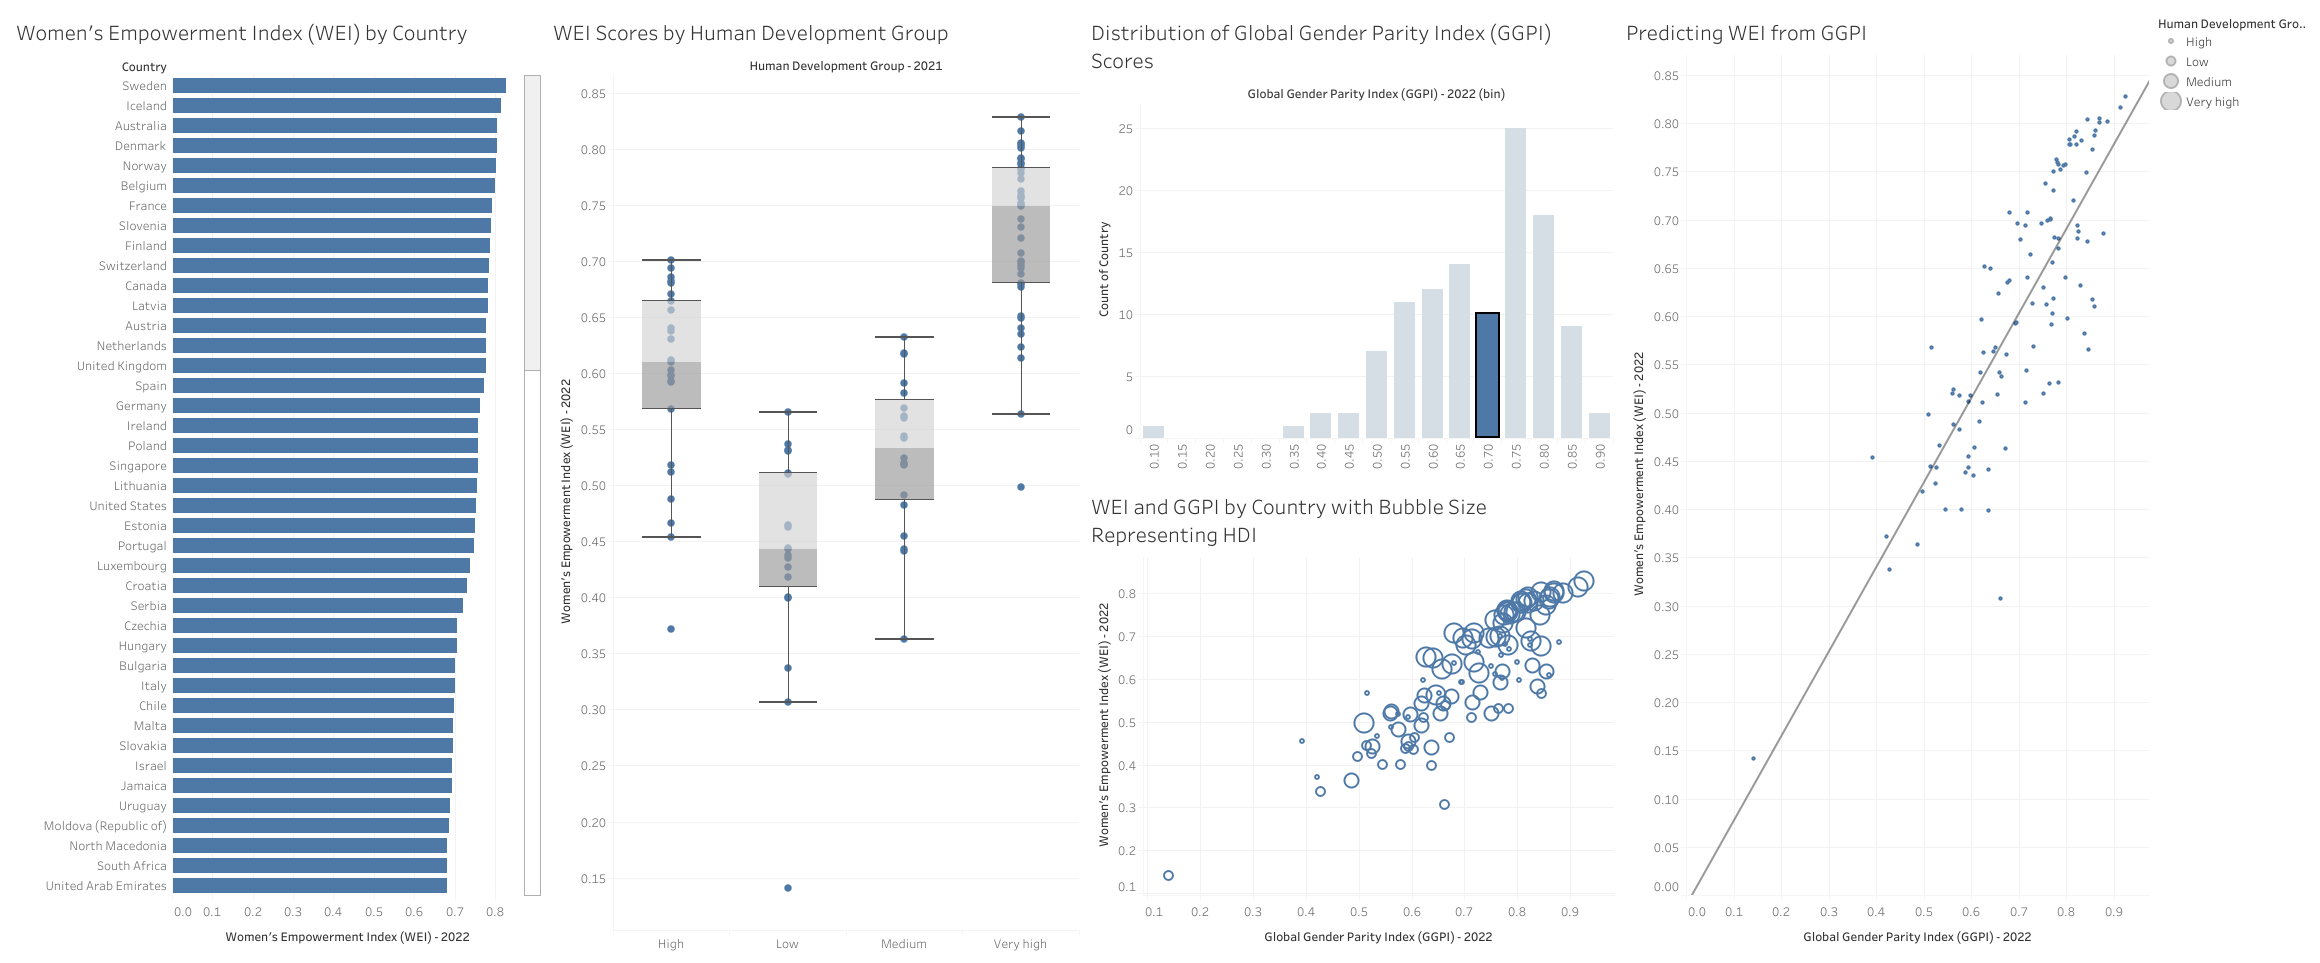 Women's Empowerment Index (WEI) by Country
Country
Sweden
Iceland
Australia
Denmark
Norway
Belgium
France
Slovenia
Finland
Switzerland
Canada
Latvia
Austria
Netherlands
United Kingdom
Spain
Germany
Ireland
Poland
Singapore
Lithuania
United States
Estonia
Portugal
Luxembourg
Croatia
Serbia
Czechia
Hungary
Bulgaria
Italy
Chile
Malta
Slovakia
Israel
Jamaica
Uruguay
Moldova (Republic of)
North Macedonia
South Africa
United Arab Emirates
0.0 0.1 0.2 0.3 0.4 0.5 0.6 0.7 0.8
Women's Empowerment Index (WEI) - 2022
WEI Scores by Human Development Group
Human Development Group - 2021
Women's Empowerment Index (WEI) - 2022
0.85
0.80
0.75
0.70
0.65
0.60
0.55
0.50
0.45
0.40
0.35
0.30
0.25
0.20
0.15
High Low Medium Very high
Distribution of Global Gender Parity Index (GGPI)
Scores
Global Gender Parity Index (GGPI) - 2022 (bin)
Count of Country
25
20
15
10
5
0
0.10 0.15 0.20 0.25 0.30 0.35 0.40 0.45 0.50 0.55 0.60 0.65 0.70 0.75 0.80 0.85 0.90
WEI and GGPI by Country with Bubble Size
Representing HDI
Women's Empowerment Index (WEI) - 2022
0.8
0.7
0.6
0.5
0.4
0.3
0.2
0.1
0.1 0.2 0.3 0.4 0.5 0.6 0.7 0.8 0.9
Global Gender Parity Index (GGPI) - 2022
Predicting WEI from GGPI
Women's Empowerment Index (WEI) - 2022
0.85
0.80
0.75
0.70
0.65
0.60
0.55
0.50
0.45
0.40
0.35
0.30
0.25
0.20
0.15
0.10
0.05
0.00
0.0 0.1 0.2 0.3 0.4 0.5 0.6 0.7 0.8 0.9
Global Gender Parity Index (GGPI) - 2022
Human Development Gro..
High
Low
Medium
Very high